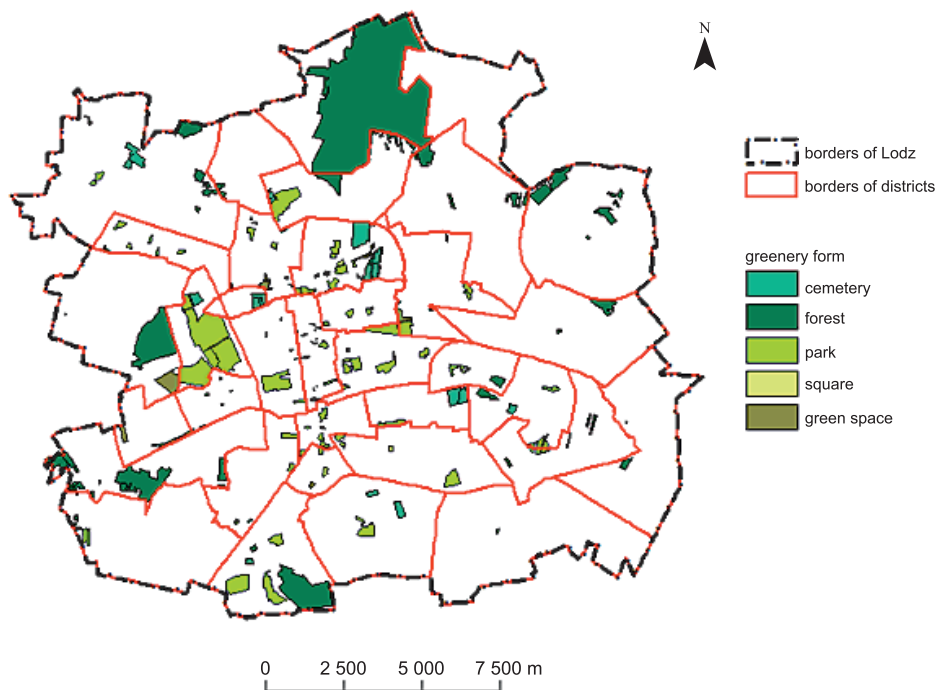 N
borders of Lodz
borders of districts
greenery form
cemetery
forest
park
square
green space
0 2 500 5 000 7 500 m